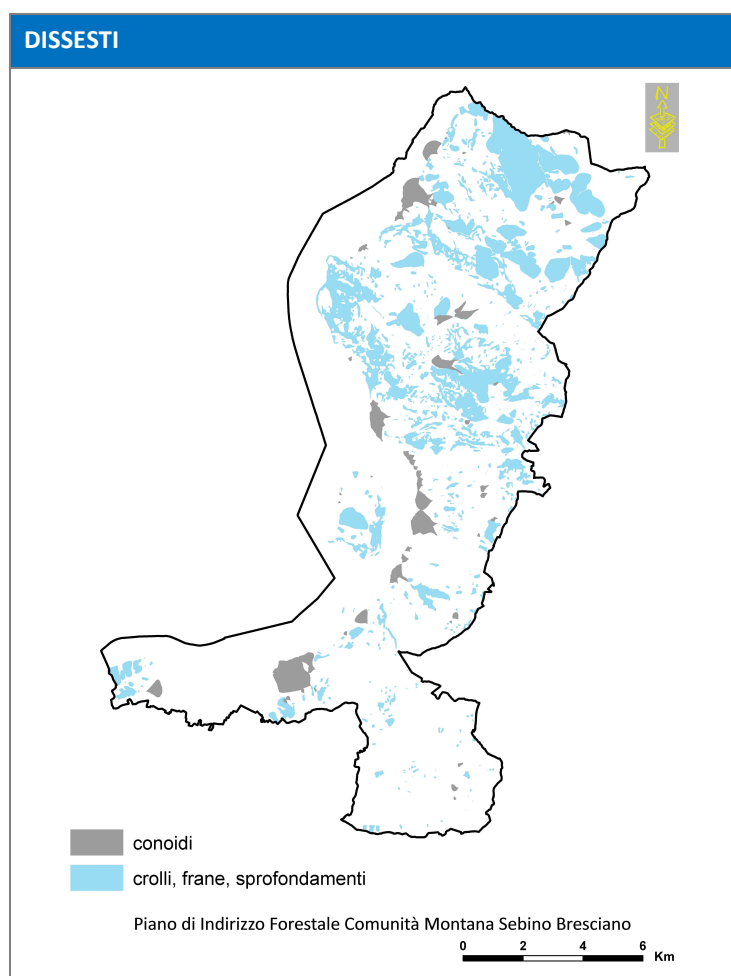 DISSESTI
N
conoidi
crolli, frane, sprofondamenti
Piano di Indirizzo Forestale Comunità Montana Sebino Bresciano
0 2 4 6
Km